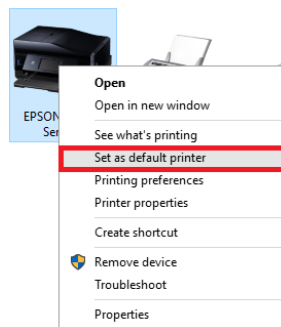 EPSON
Ser
Open
Open in new window
See what's printing
Set as default printer
Printing preferences
Printer properties
Create shortcut
Remove device
Troubleshoot
Properties